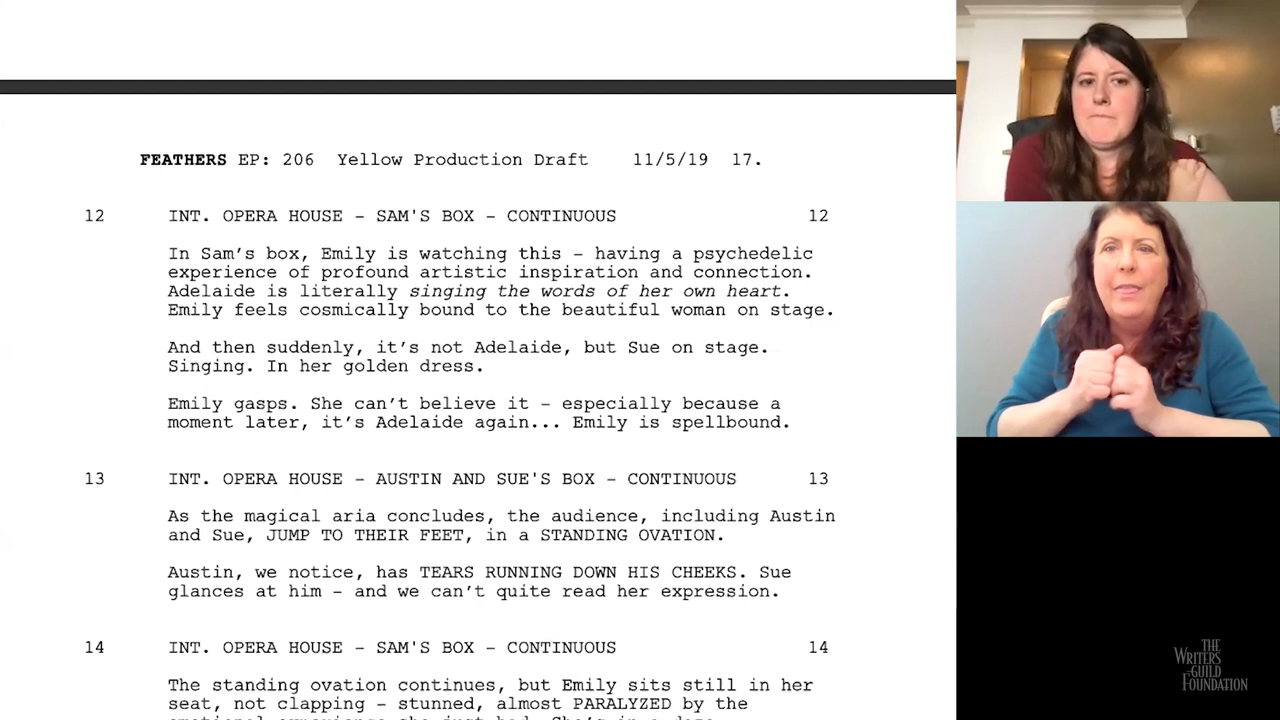 FEATHERS EP: 206 Yellow Production Draft 11/5/19 17.
12 INT. OPERA HOUSE - SAM'S BOX - CONTINUOUS 12
In Sam's box, Emily is watching this - having a psychedelic
experience of profound artistic inspiration and connection.
Adelaide is literally singing the words of her own heart.
Emily feels cosmically bound to the beautiful woman on stage.
And then suddenly, it's not Adelaide, but Sue on stage.
Singing. In her golden dress.
Emily gasps. She can't believe it - especially because a
moment later, it's Adelaide again... Emily is spellbound.
13 INT. OPERA HOUSE - AUSTIN AND SUE'S BOX - CONTINUOUS 13
As the magical aria concludes, the audience, including Austin
and Sue, JUMP TO THEIR FEET, in a STANDING OVATION.
Austin, we notice, has TEARS RUNNING DOWN HIS CHEEKS. Sue
glances at him - and we can't quite read her expression.
14 INT. OPERA HOUSE - SAM'S BOX - CONTINUOUS 14
The standing ovation continues, but Emily sits still in her
seat, not clapping - stunned, almost PARALYZED by the
THE
WRITERS
GUILD
FOUNDATION